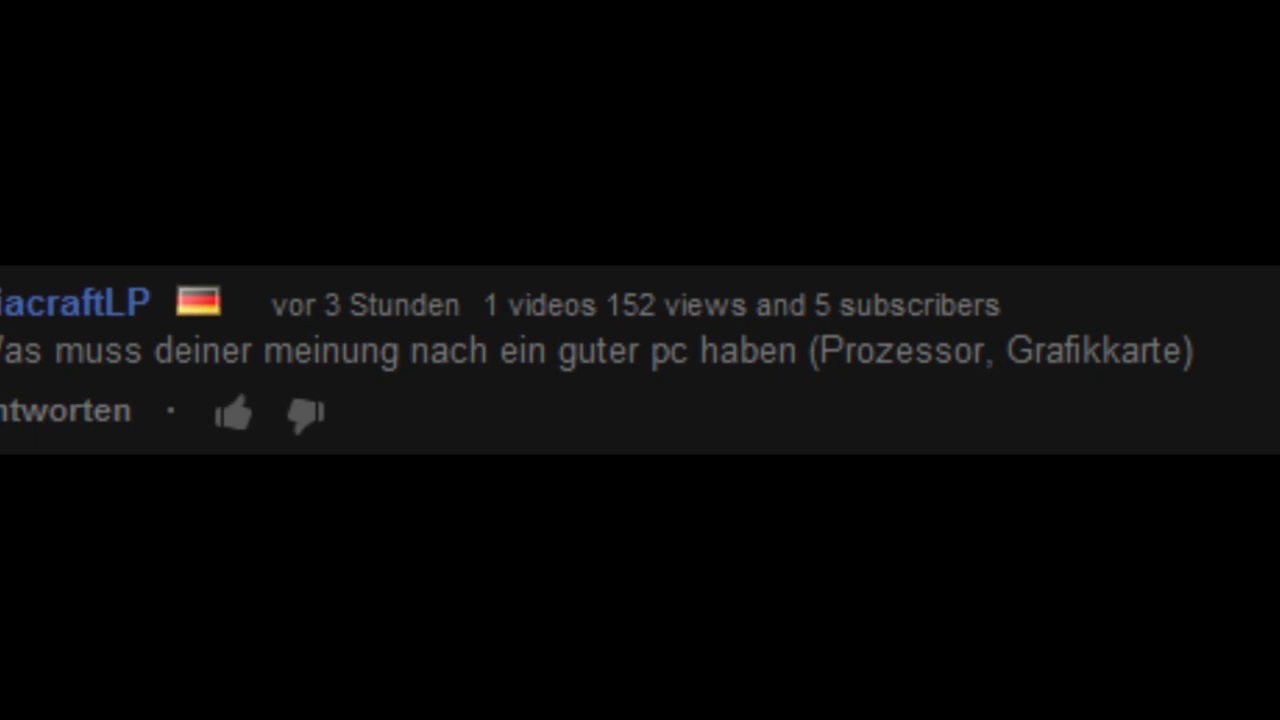 iacraftLP vor 3 Stunden 1 videos 152 views and 5 subscribers
Was muss deiner meinung nach ein guter pc haben (Prozessor, Grafikkarte)
ntworten ·